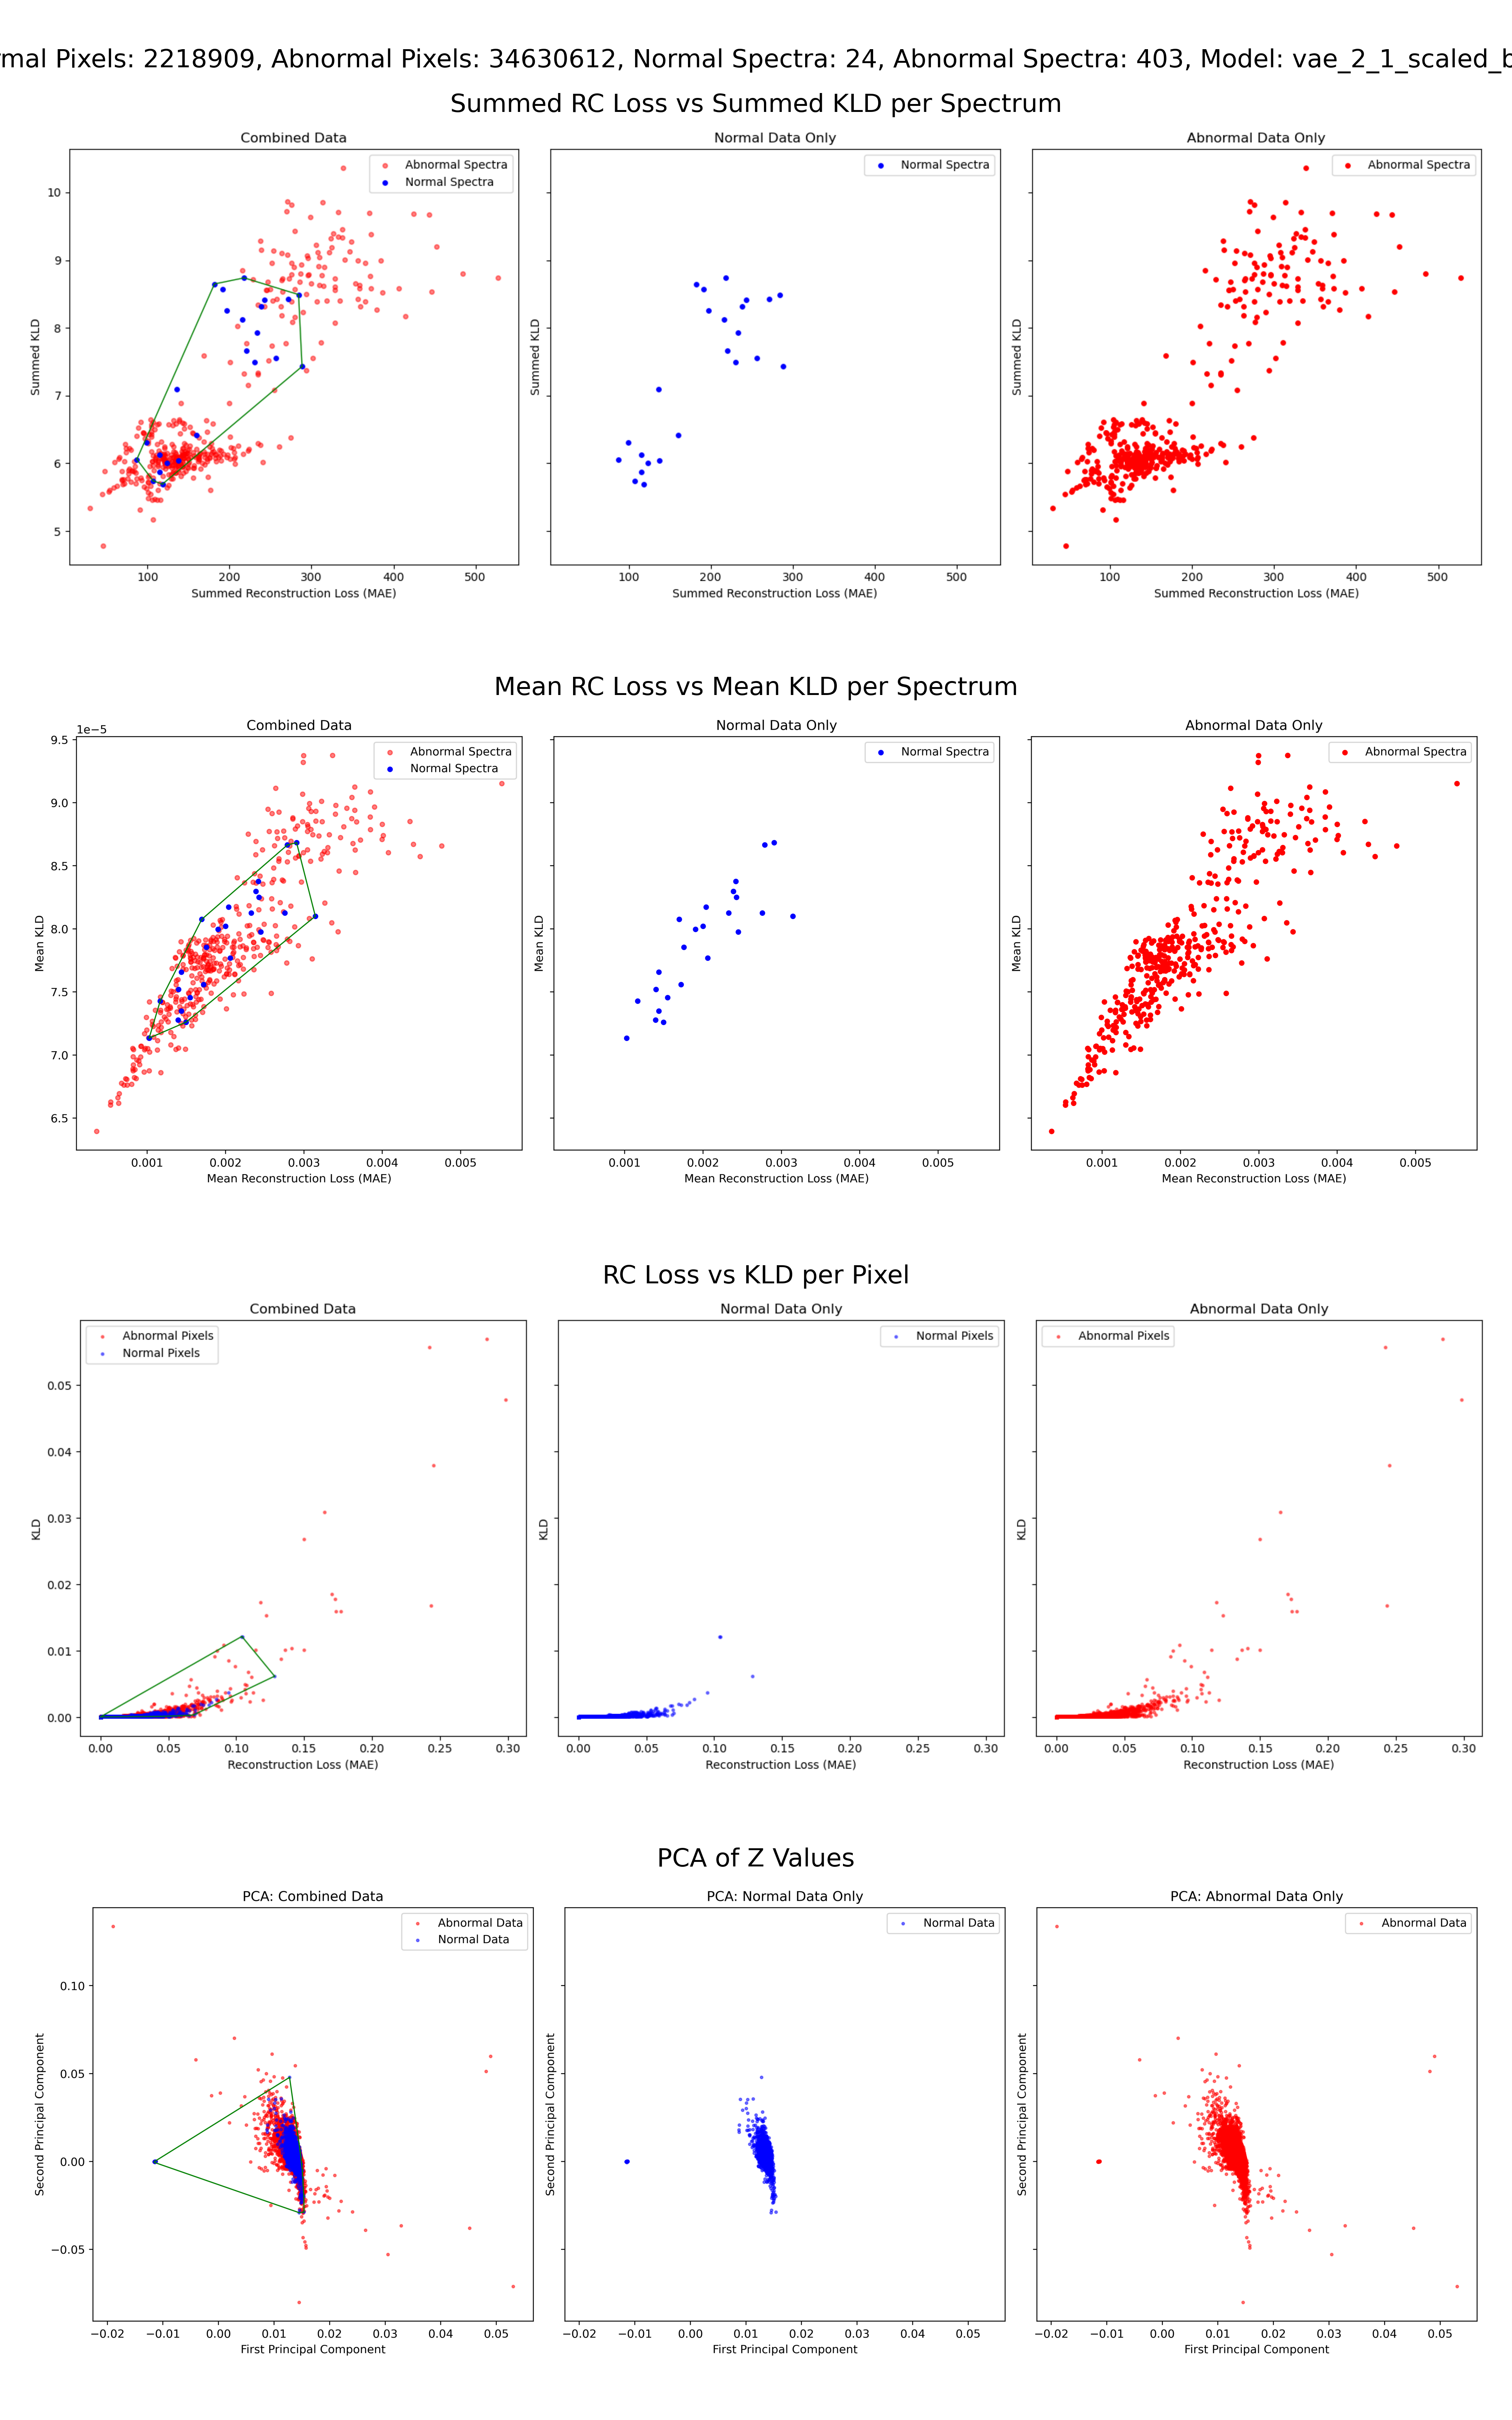 mal Pixels: 2218909, Abnormal Pixels: 34630612, Normal Spectra: 24, Abnormal Spectra: 403, Model: vae_2_1_scaled_b
Summed RC Loss vs Summed KLD per Spectrum
Combined Data
Normal Data Only
Abnormal Data Only
Abnormal Spectra
Normal Spectra
Normal Spectra
Abnormal Spectra
10
9
8
7
6
5
Summed KLD
Summed KLD
Summed KLD
100 200 300 400 500
100 200 300 400 500
100 200 300 400 500
Summed Reconstruction Loss (MAE)
Summed Reconstruction Loss (MAE)
Summed Reconstruction Loss (MAE)
Mean RC Loss vs Mean KLD per Spectrum
1e−5
Combined Data
Normal Data Only
Abnormal Data Only
Abnormal Spectra
Normal Spectra
Normal Spectra
Abnormal Spectra
9.5
9.0
8.5
8.0
7.5
7.0
6.5
Mean KLD
Mean KLD
Mean KLD
0.001 0.002 0.003 0.004 0.005
0.001 0.002 0.003 0.004 0.005
0.001 0.002 0.003 0.004 0.005
Mean Reconstruction Loss (MAE)
Mean Reconstruction Loss (MAE)
Mean Reconstruction Loss (MAE)
RC Loss vs KLD per Pixel
Combined Data
Normal Data Only
Abnormal Data Only
Abnormal Pixels
Normal Pixels
Normal Pixels
Abnormal Pixels
0.05
0.04
0.03
0.02
0.01
0.00
KLD
KLD
KLD
0.00 0.05 0.10 0.15 0.20 0.25 0.30
0.00 0.05 0.10 0.15 0.20 0.25 0.30
0.00 0.05 0.10 0.15 0.20 0.25 0.30
Reconstruction Loss (MAE)
Reconstruction Loss (MAE)
Reconstruction Loss (MAE)
PCA of Z Values
PCA: Combined Data
PCA: Normal Data Only
PCA: Abnormal Data Only
Abnormal Data
Normal Data
Normal Data
Abnormal Data
0.10
0.05
0.00
−0.05
Second Principal Component
Second Principal Component
Second Principal Component
−0.02 −0.01 0.00 0.01 0.02 0.03 0.04 0.05
−0.02 −0.01 0.00 0.01 0.02 0.03 0.04 0.05
−0.02 −0.01 0.00 0.01 0.02 0.03 0.04 0.05
First Principal Component
First Principal Component
First Principal Component